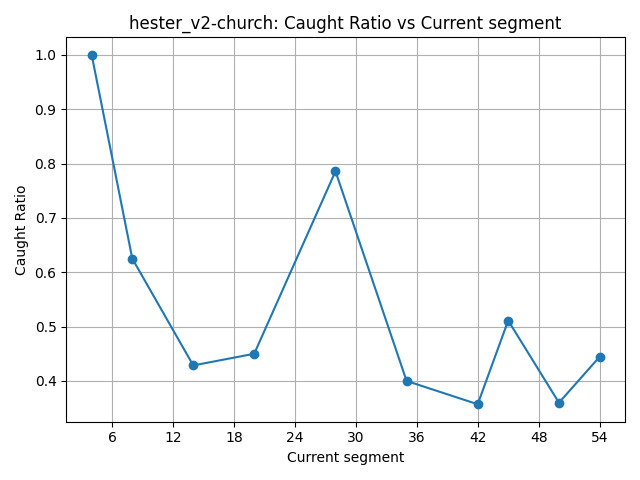 hester_v2-church: Caught Ratio vs Current segment
Caught Ratio
1.0
0.9
0.8
0.7
0.6
0.5
0.4
6 12 18 24 30 36 42 48 54
Current segment